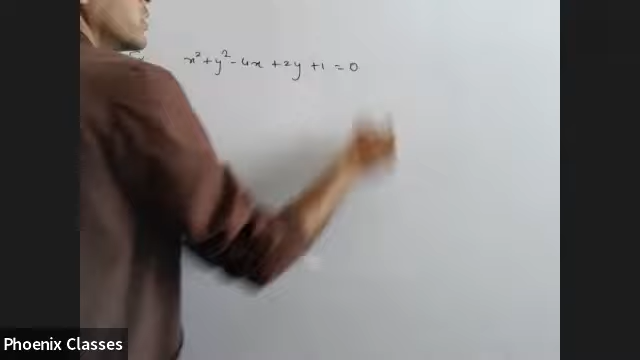 x² + y² - 4x + 2y + 1 = 0
Phoenix Classes